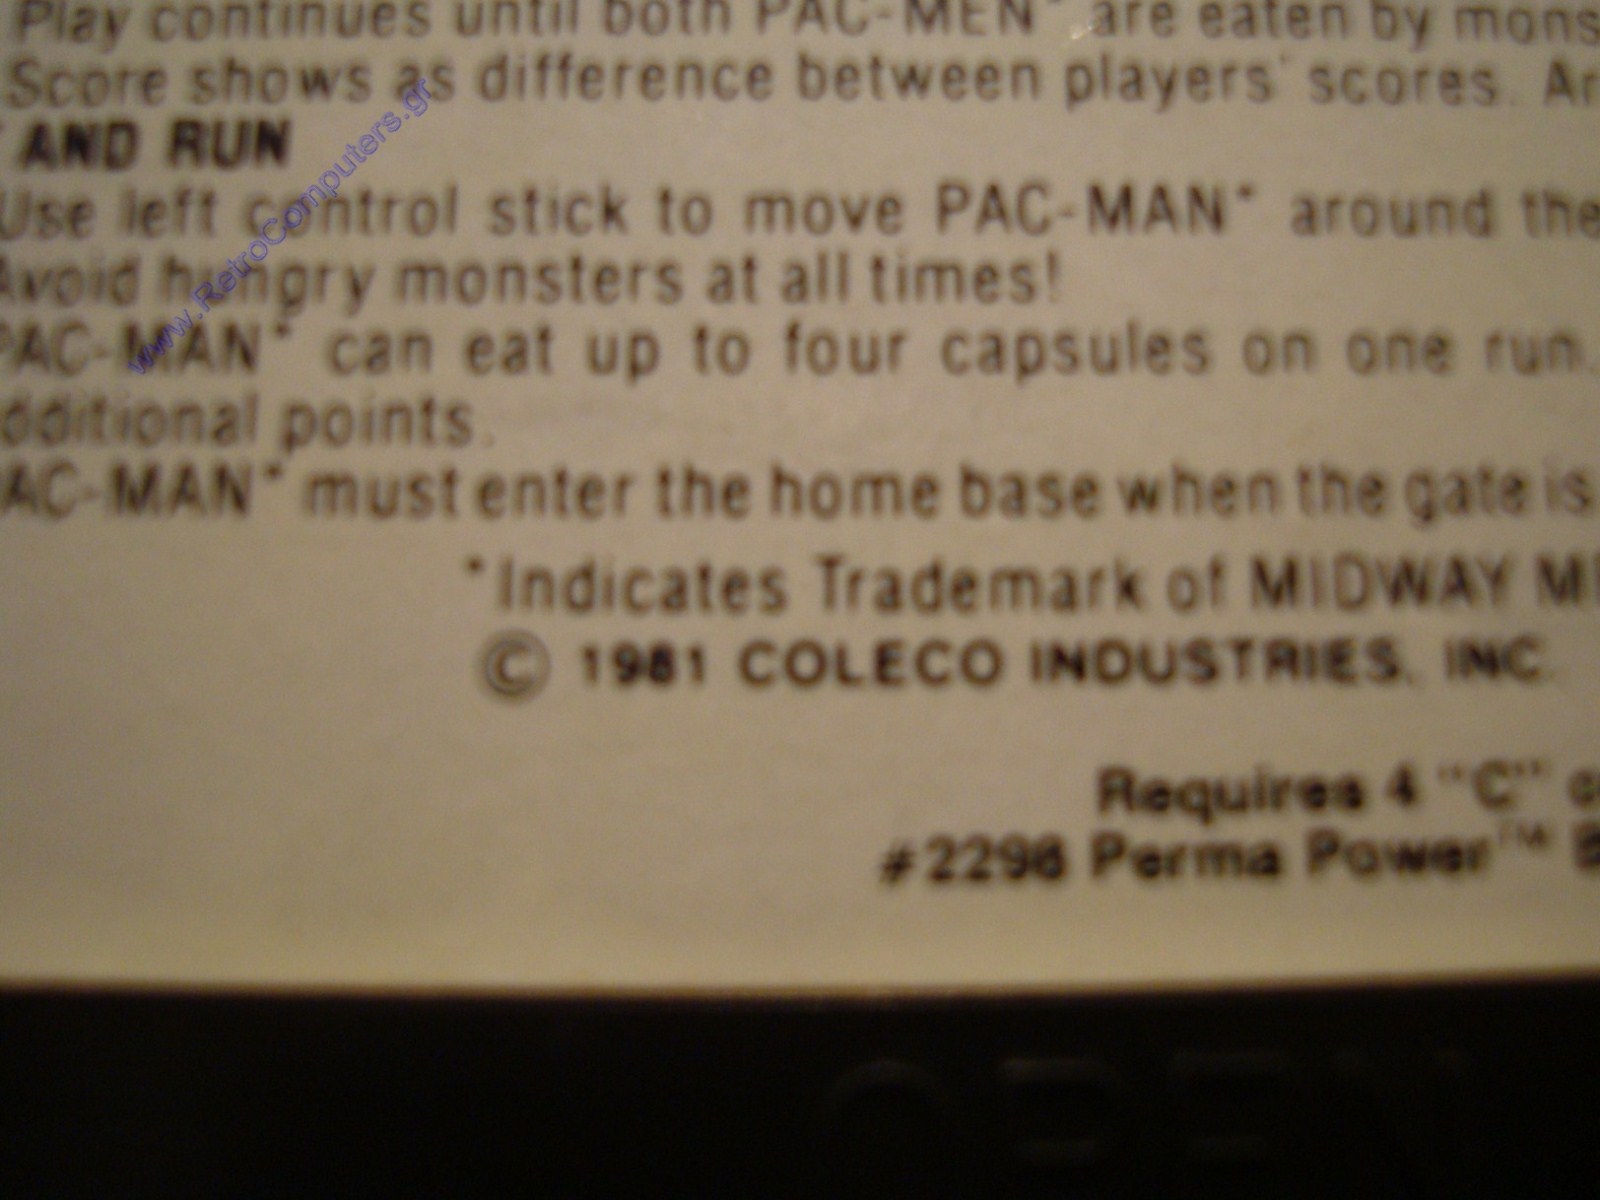 Play continues until both PAC-MEN* are eaten by mons
Score shows as difference between players' scores. Ar
AND RUN
Use left control stick to move PAC-MAN* around the
Avoid hungry monsters at all times!
PAC-MAN* can eat up to four capsules on one run.
dditional points.
AC-MAN* must enter the home base when the gate is
*Indicates Trademark of MIDWAY M
© 1981 COLECO INDUSTRIES, INC.
Requires 4 "C" c
#2298 Perma Power™ B
OPEN
www.RetroComputers.gr